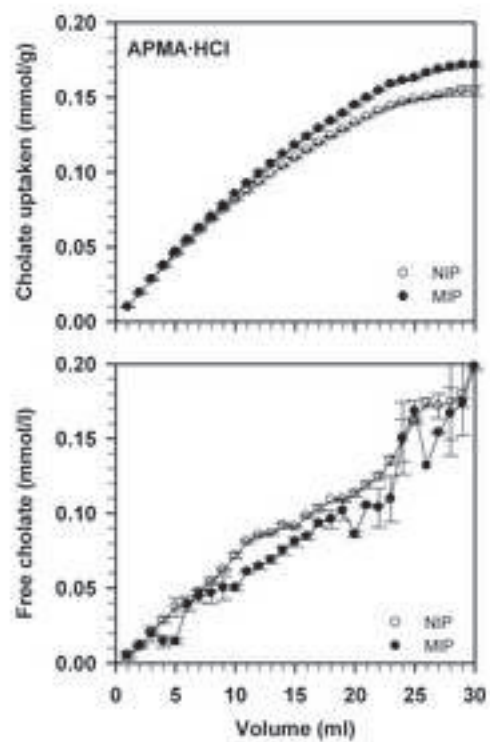 0.20
APMA·HCl
0.15
0.10
0.05
0.00
Cholate uptaken (mmol/g)
NIP
MIP
0.20
0.15
0.10
0.05
0.00
Free cholate (mmol/l)
NIP
MIP
0 5 10 15 20 25 30
Volume (ml)